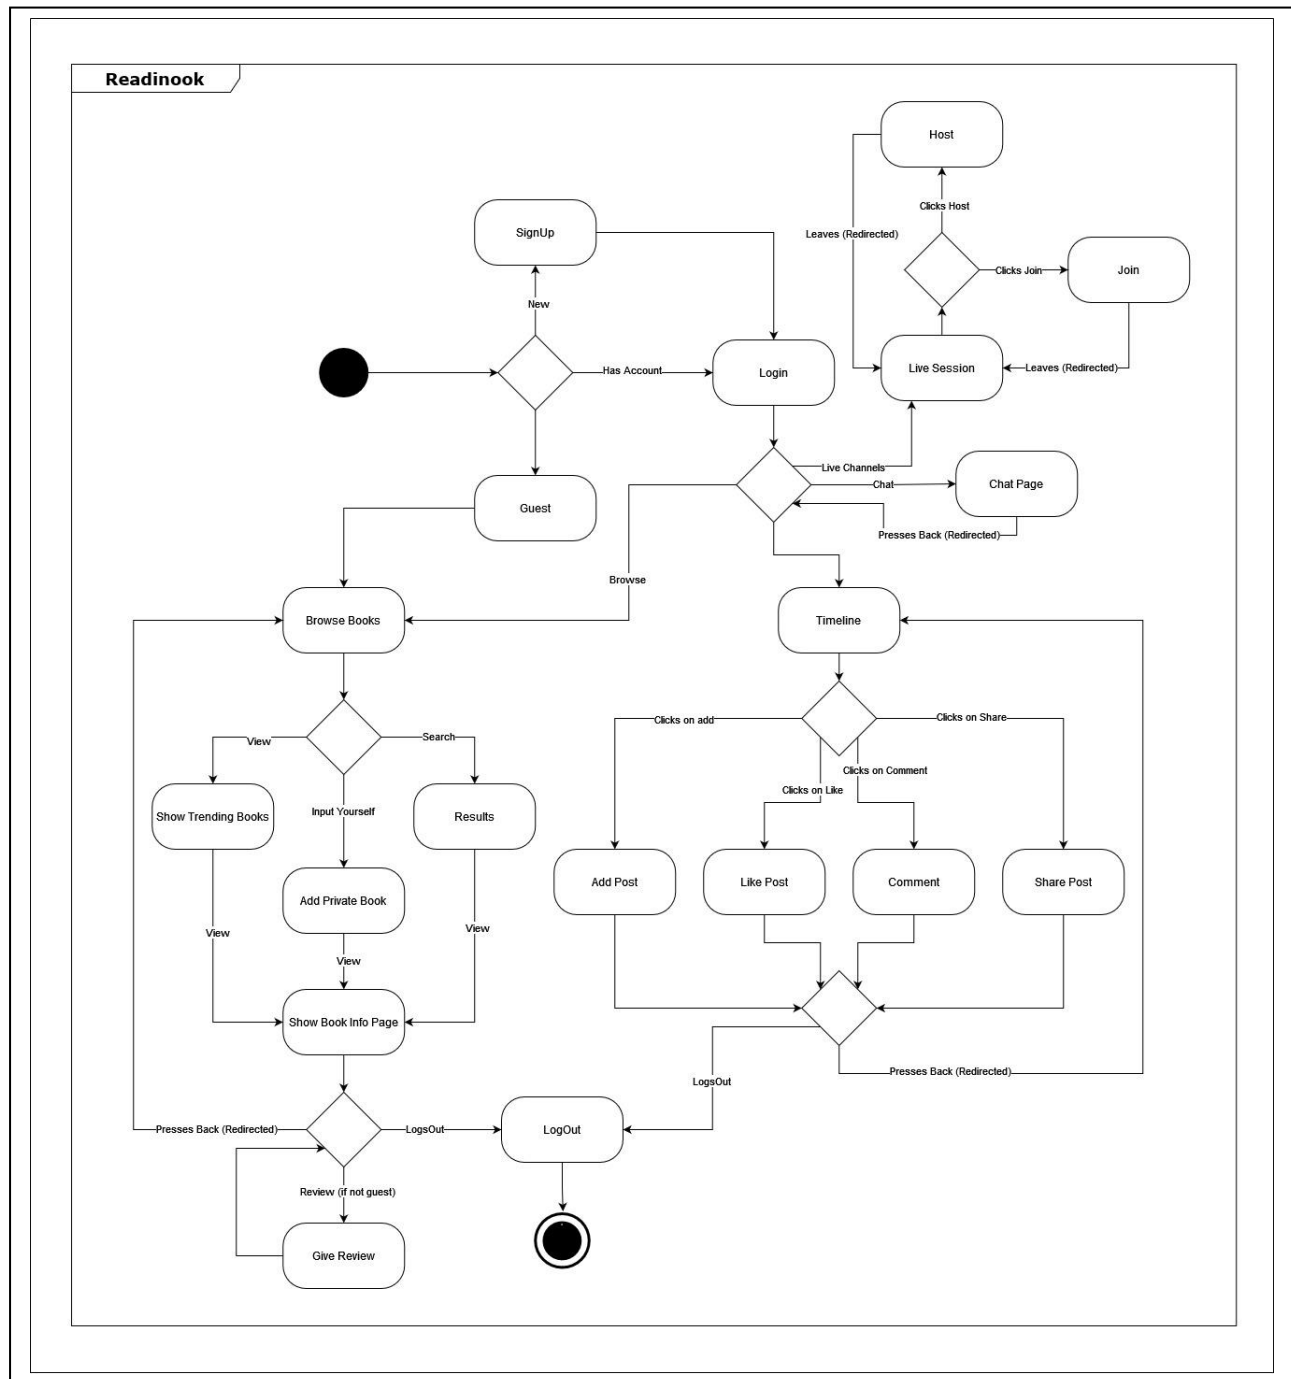 Readinook
Host
Clicks Host
SignUp
Leaves (Redirected)
Clicks Join
Join
New
Has Account
Login
Live Session
Leaves (Redirected)
Live Channels
Chat
Chat Page
Guest
Presses Back (Redirected)
Browse
Browse Books
Timeline
Clicks on add
Clicks on Share
View
Search
Clicks on Comment
Clicks on Like
Show Trending Books
Input Yourself
Results
Add Post
Like Post
Comment
Share Post
Add Private Book
View
View
View
Show Book Info Page
Presses Back (Redirected)
LogsOut
Presses Back (Redirected)
LogsOut
LogOut
Review (if not guest)
Give Review